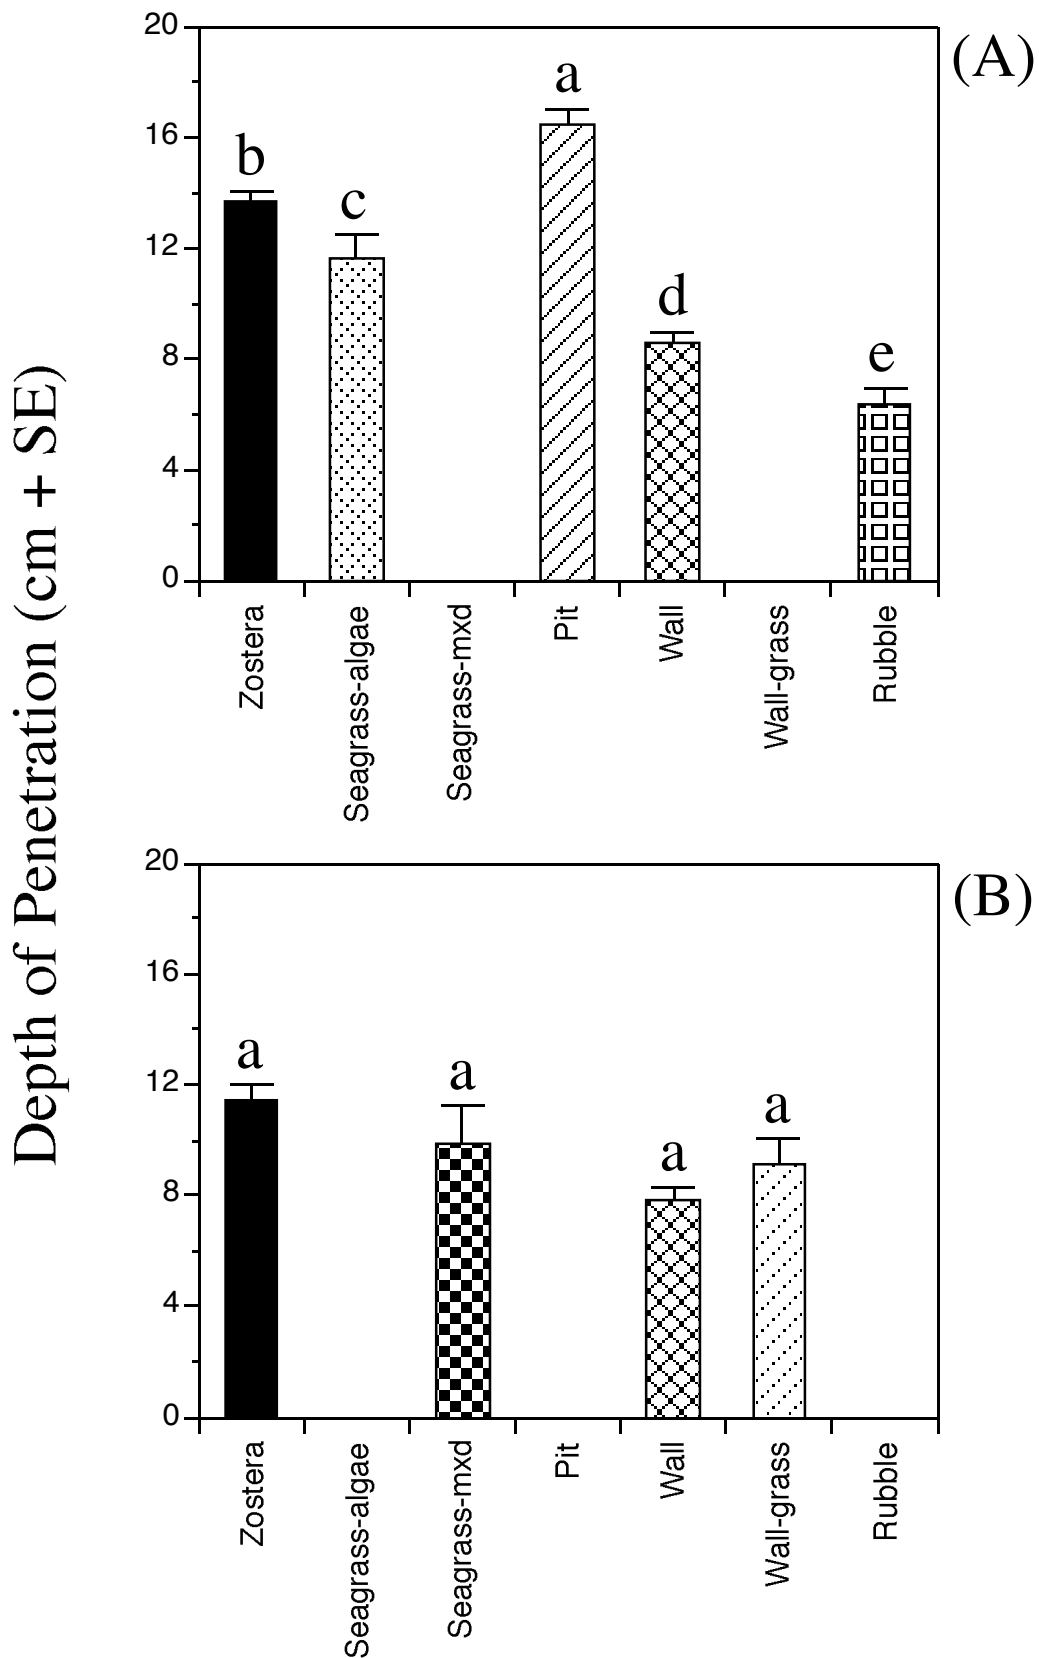 Depth of Penetration (cm + SE)
(A)
20
16
12
8
4
0
b
c
a
d
e
Zostera
Seagrass-algae
Seagrass-mxd
Pit
Wall
Wall-grass
Rubble
(B)
20
16
12
8
4
0
a
a
a
a
Zostera
Seagrass-algae
Seagrass-mxd
Pit
Wall
Wall-grass
Rubble